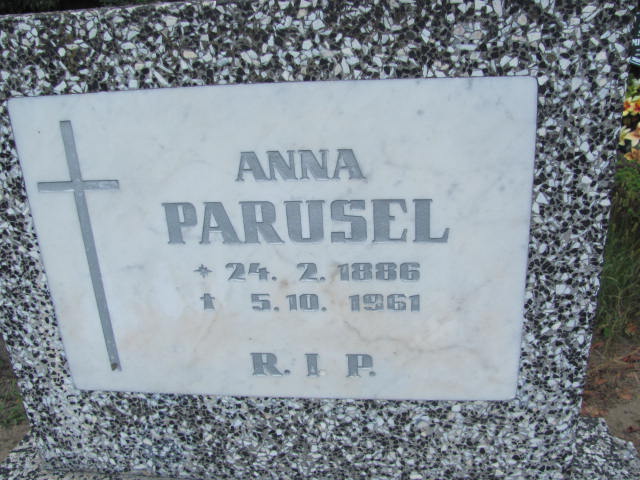 ANNA
PARUSEL
* 24. 2. 1886
† 5. 10. 1961
R. I. P.